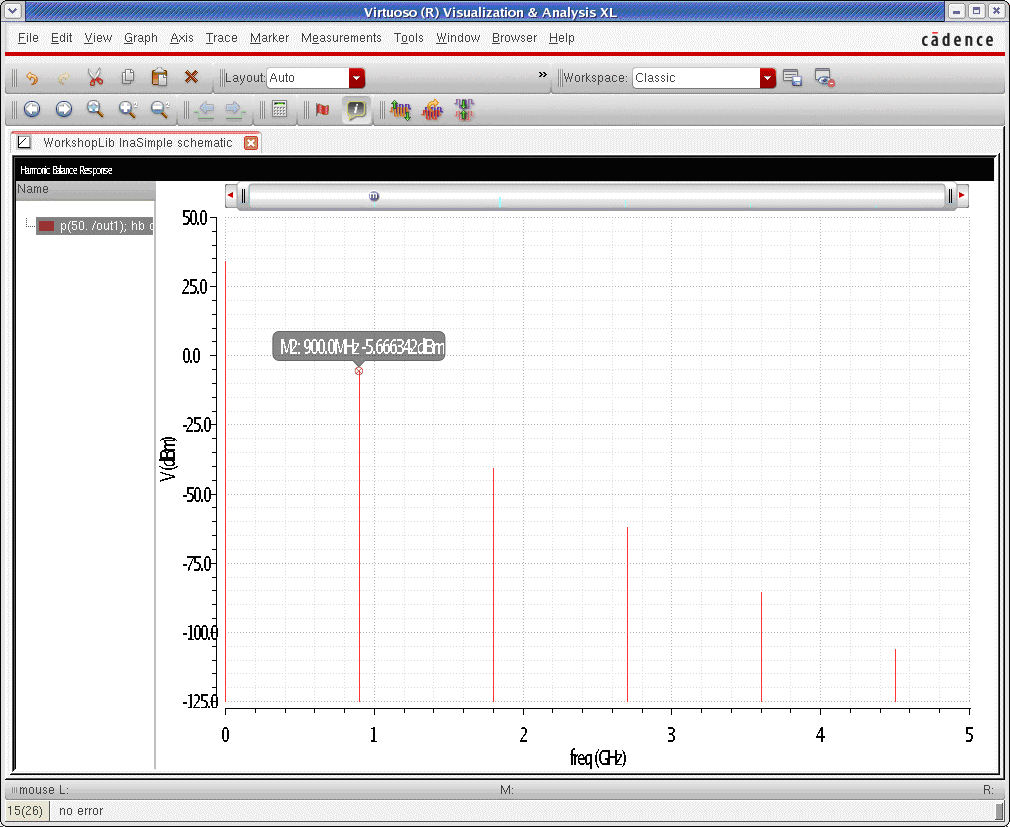 Virtuoso (R) Visualization & Analysis XL
File Edit View Graph Axis Trace Marker Measurements Tools Window Browser Help
cādence
Layout: Auto
»
Workspace: Classic
WorkshopLib lnaSimple schematic
Harmonic Balance Response
Name
p(50. /out1); hb
m
50.0
25.0
M2: 900.0MHz -5.666342dBm
0.0
-25.0
V (dBm)
-50.0
-75.0
-100.0
-125.0
0 1 2 3 4 5
freq (GHz)
mouse L: M: R:
15(26) no error